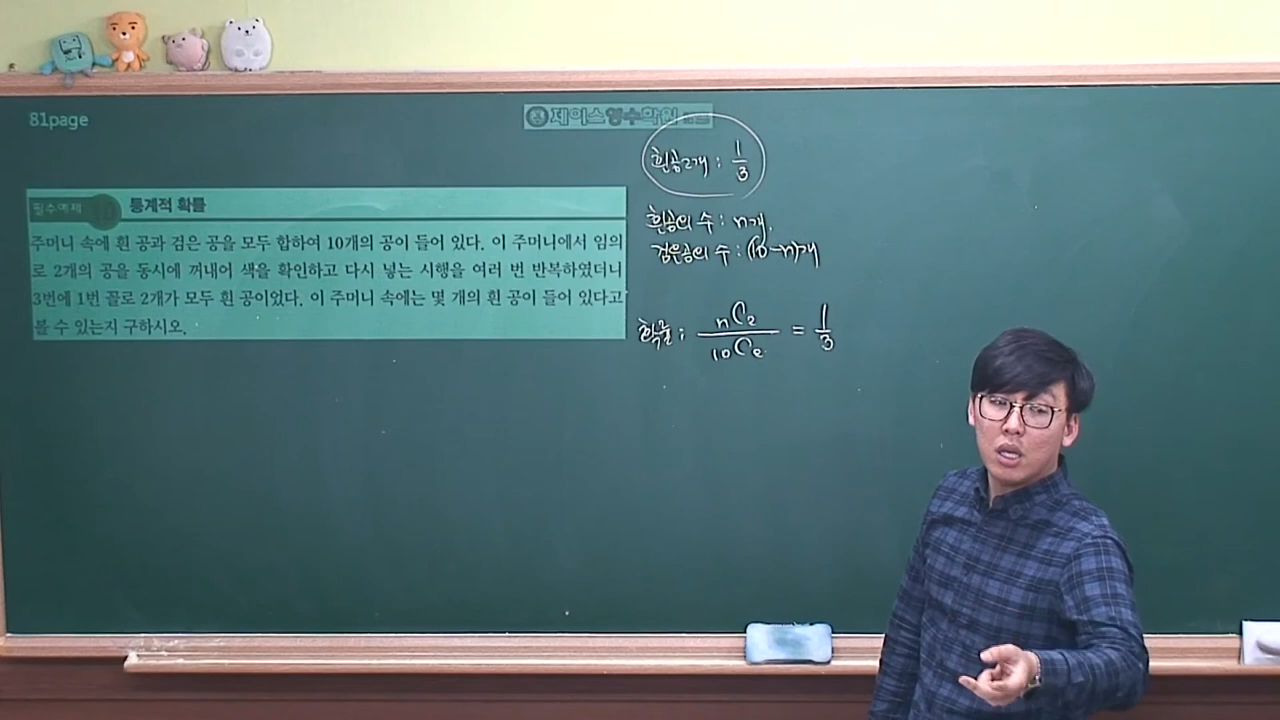 81page
제이스영수학원
필수예제 10 통계적 확률
주머니 속에 흰 공과 검은 공을 모두 합하여 10개의 공이 들어 있다. 이 주머니에서 임의
로 2개의 공을 동시에 꺼내어 색을 확인하고 다시 넣는 시행을 여러 번 반복하였더니
3번에 1번 꼴로 2개가 모두 흰 공이었다. 이 주머니 속에는 몇 개의 흰 공이 들어 있다고
볼 수 있는지 구하시오.
흰공2개 : 1/3
흰공의 수 : n개.
검은공의 수 : (10-n)개
확률 : nC2/10C2 = 1/3